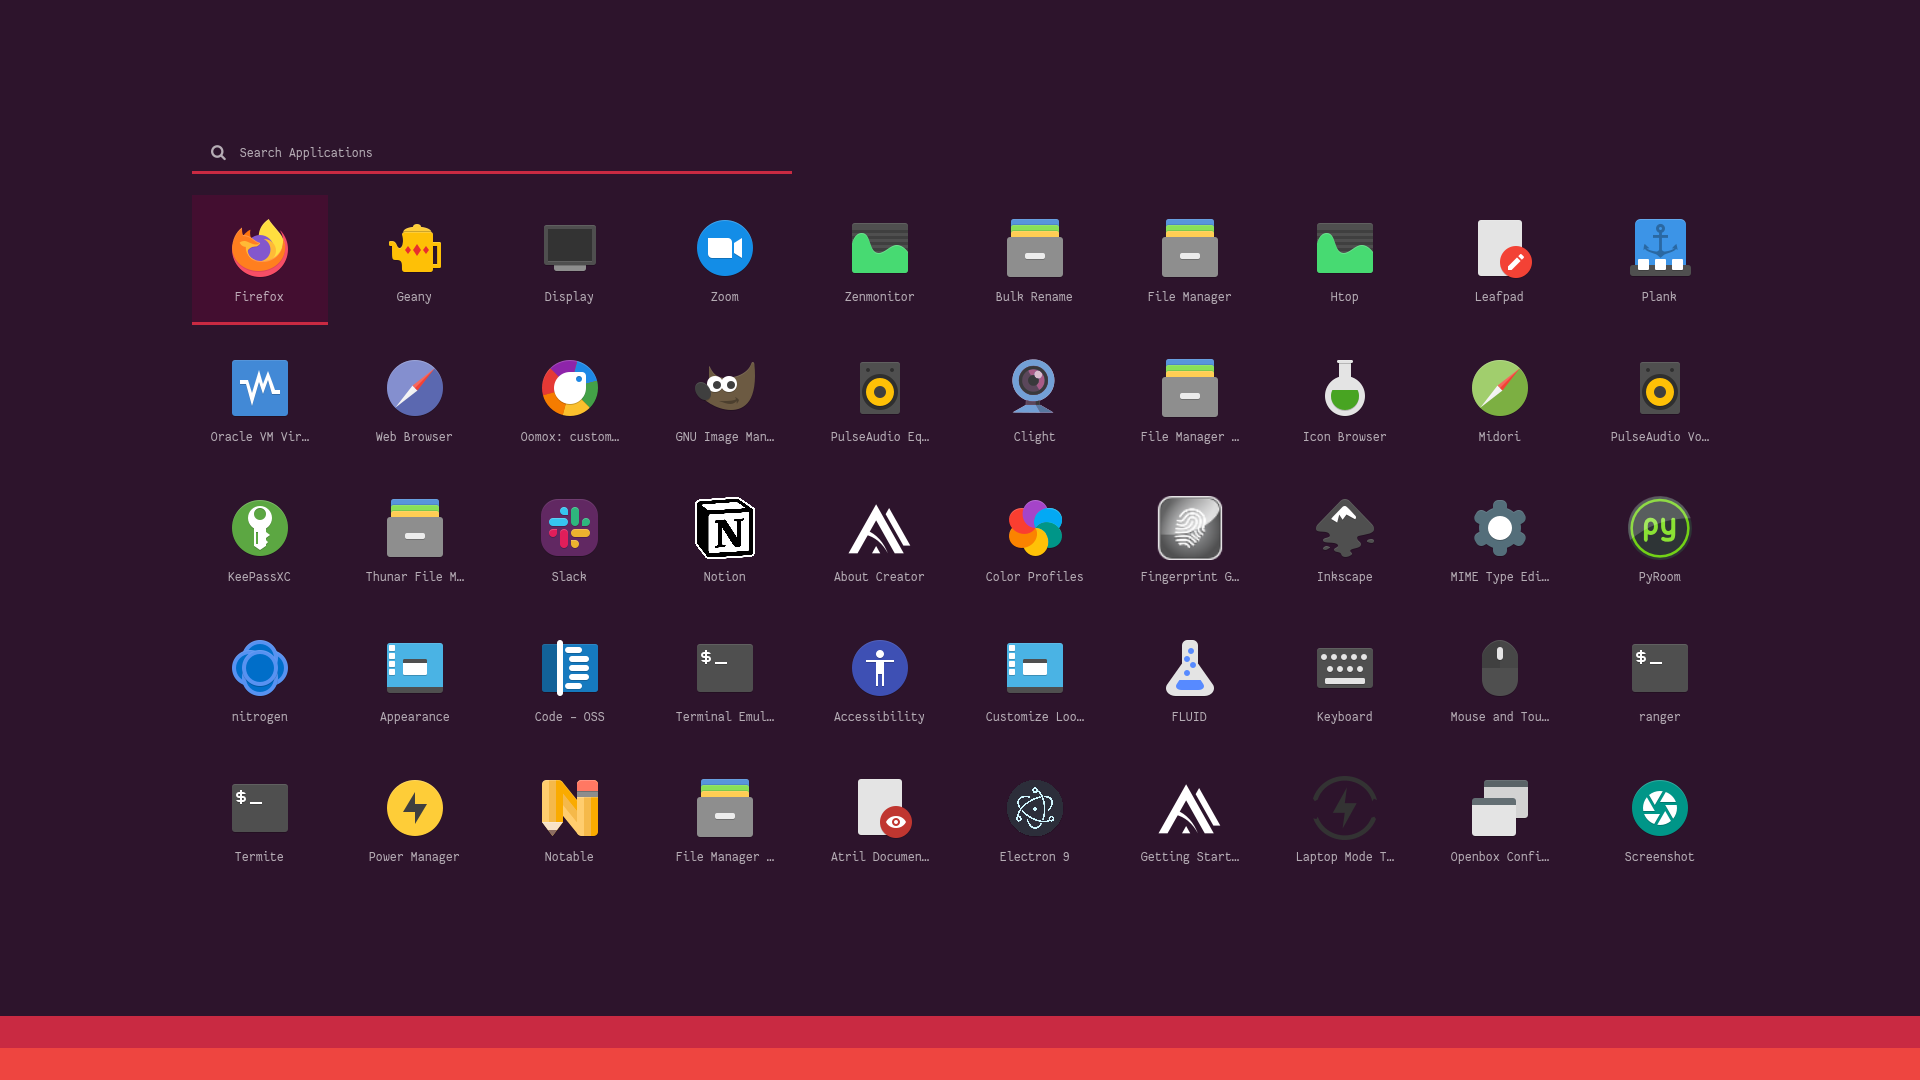 Search Applications
Firefox
Geany
Display
Zoom
Zenmonitor
Bulk Rename
File Manager
Htop
Leafpad
Plank
Oracle VM Vir…
Web Browser
Oomox: custom…
GNU Image Man…
PulseAudio Eq…
Clight
File Manager …
Icon Browser
Midori
PulseAudio Vo…
N
py
KeePassXC
Thunar File M…
Slack
Notion
About Creator
Color Profiles
Fingerprint G…
Inkscape
MIME Type Edi…
PyRoom
$_
$_
nitrogen
Appearance
Code - OSS
Terminal Emul…
Accessibility
Customize Loo…
FLUID
Keyboard
Mouse and Tou…
ranger
$_
Termite
Power Manager
Notable
File Manager …
Atril Documen…
Electron 9
Getting Start…
Laptop Mode T…
Openbox Confi…
Screenshot